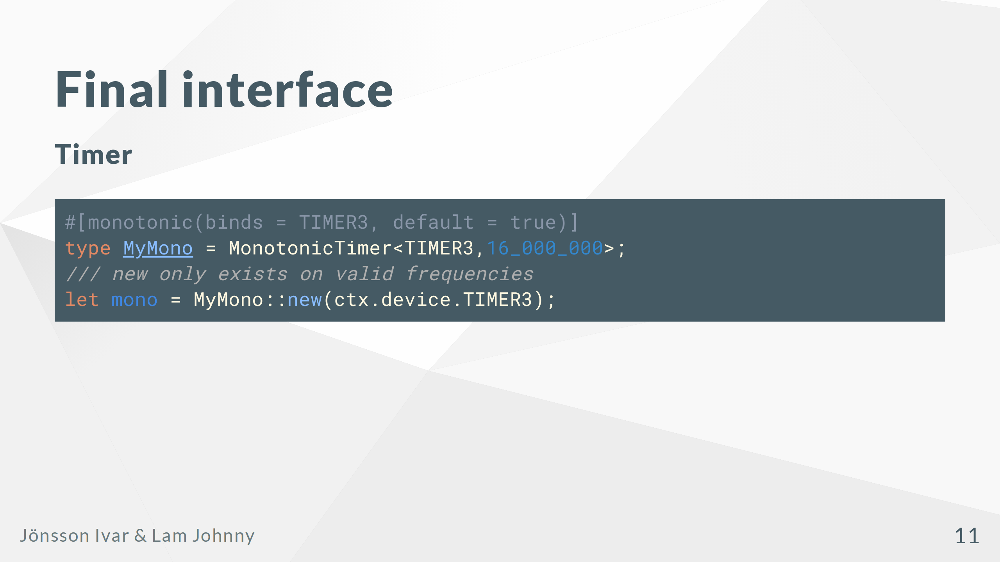 Final interface
Timer
#[monotonic(binds = TIMER3, default = true)]
type MyMono = MonotonicTimer<TIMER3,16_000_000>;
/// new only exists on valid frequencies
let mono = MyMono::new(ctx.device.TIMER3);
Jönsson Ivar & Lam Johnny
11